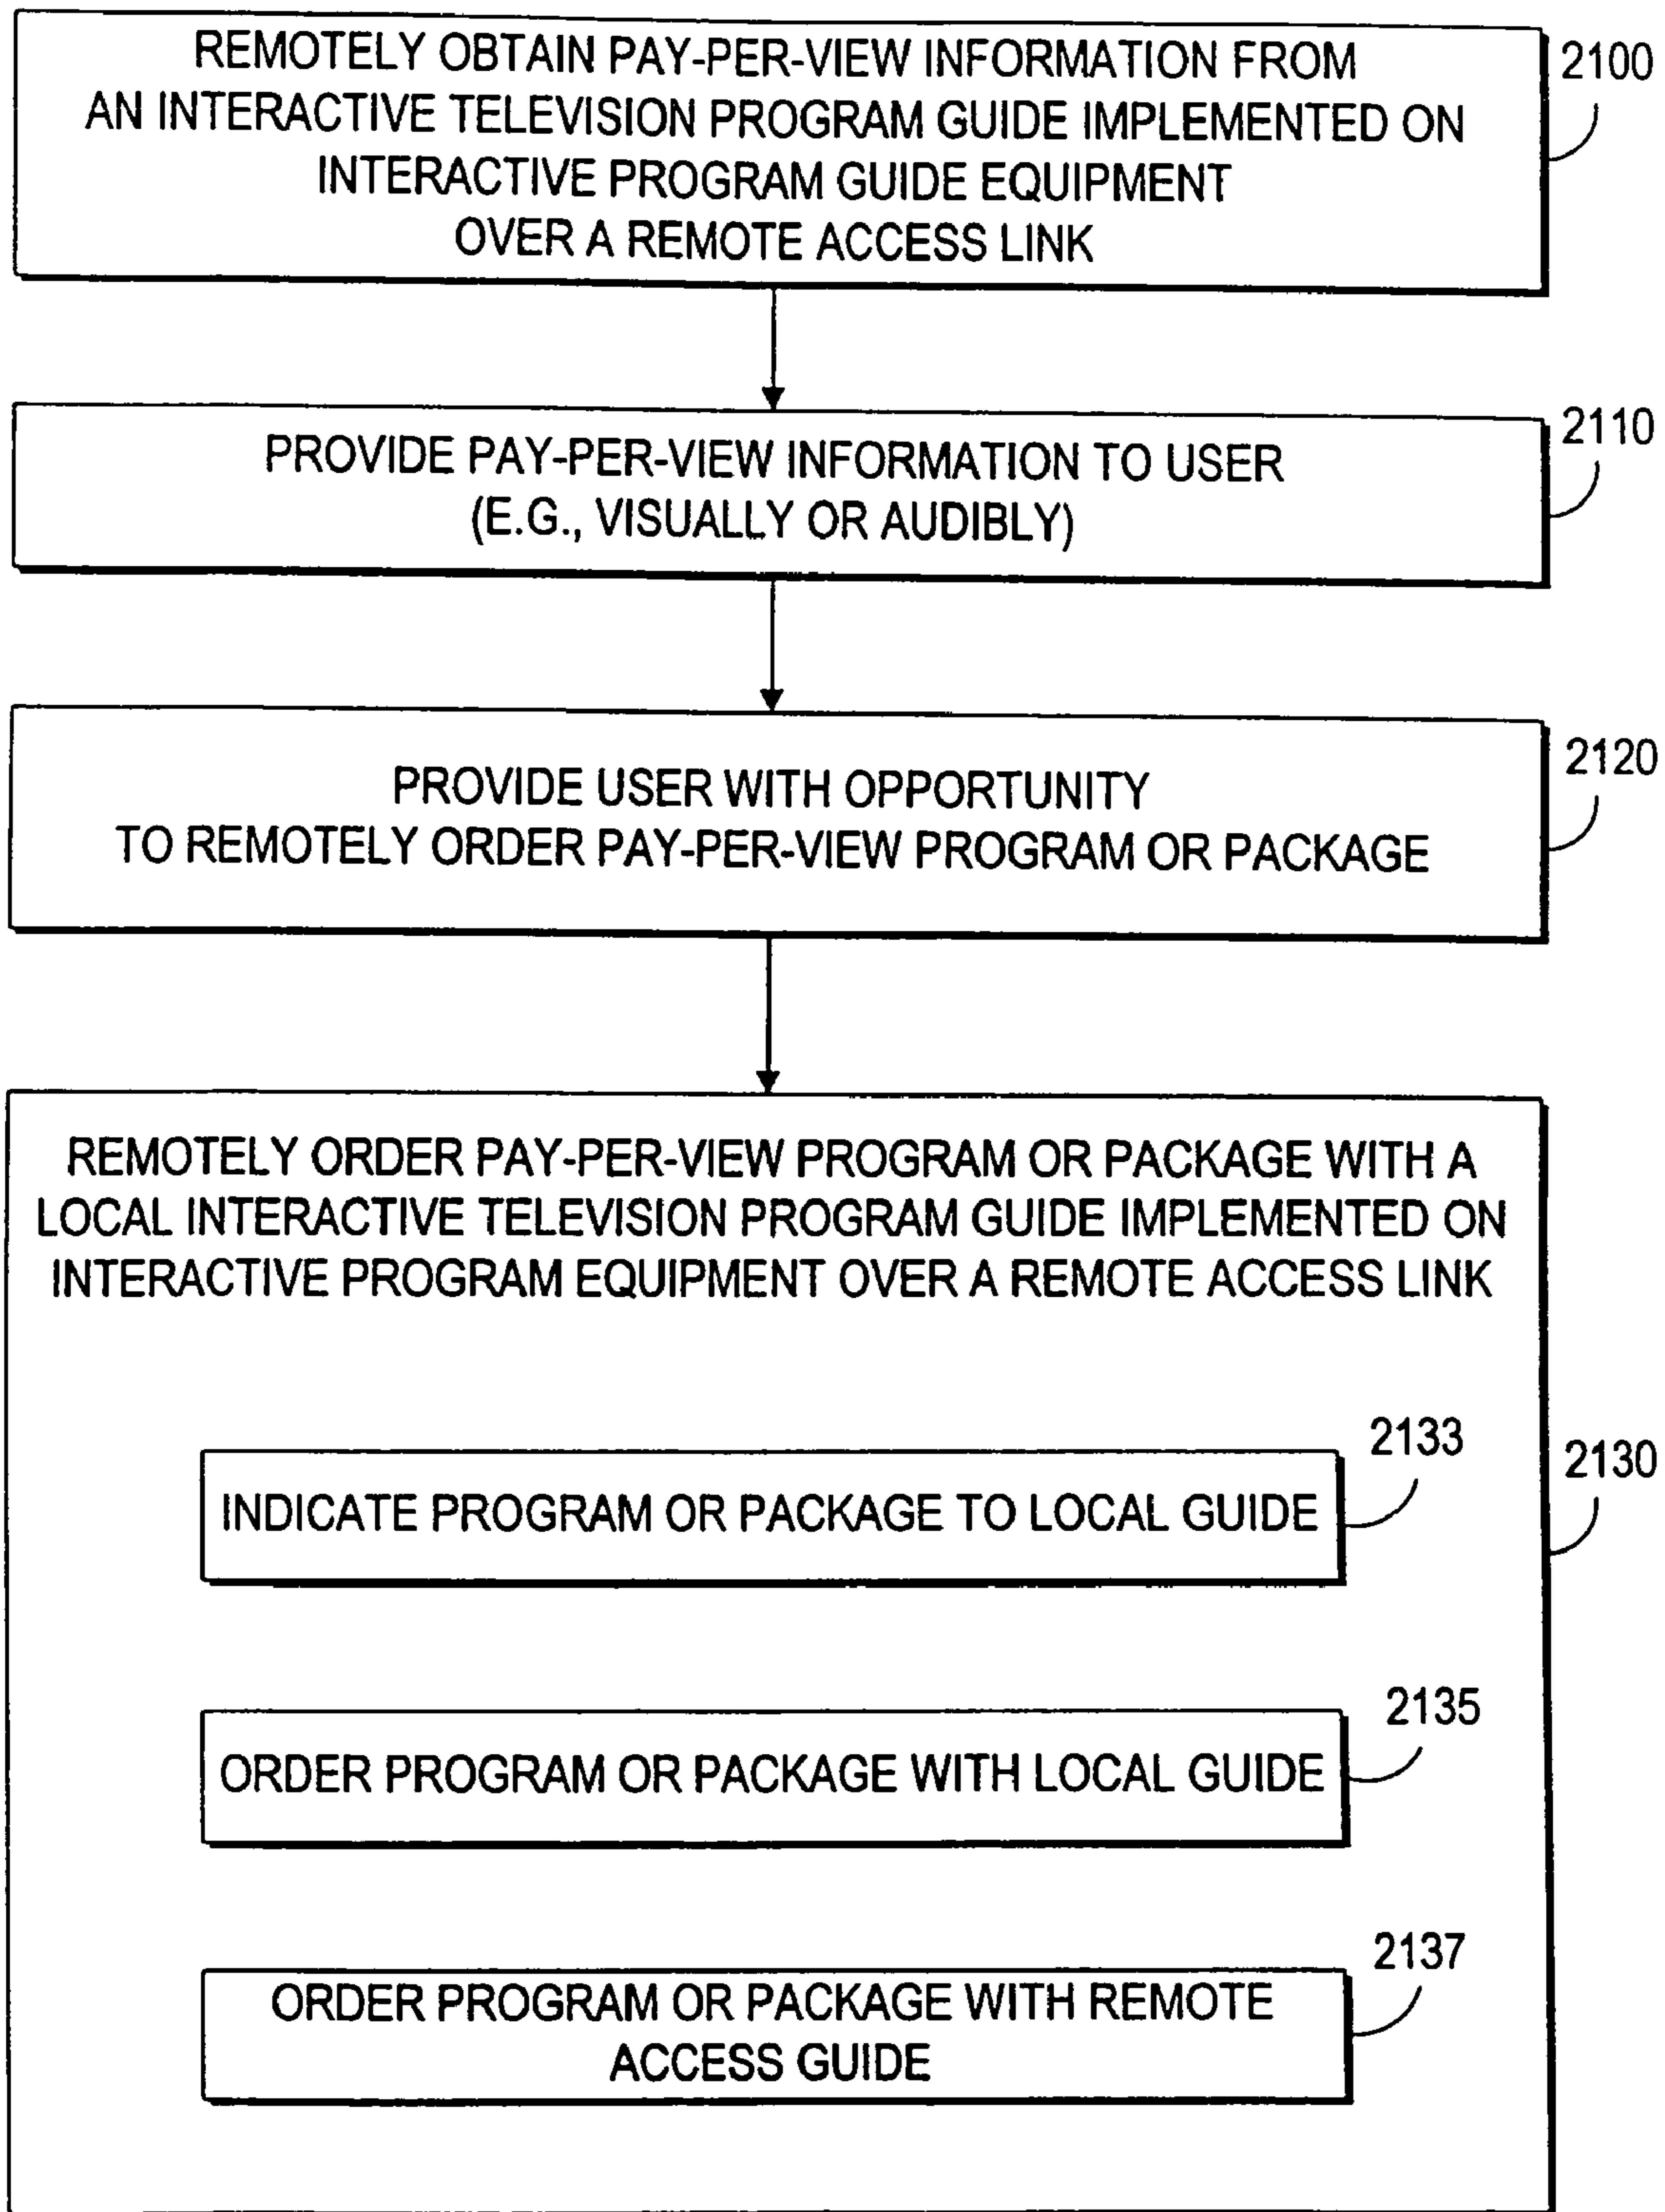 REMOTELY OBTAIN PAY-PER-VIEW INFORMATION FROM
AN INTERACTIVE TELEVISION PROGRAM GUIDE IMPLEMENTED ON
INTERACTIVE PROGRAM GUIDE EQUIPMENT
OVER A REMOTE ACCESS LINK
2100
PROVIDE PAY-PER-VIEW INFORMATION TO USER
(E.G., VISUALLY OR AUDIBLY)
2110
PROVIDE USER WITH OPPORTUNITY
TO REMOTELY ORDER PAY-PER-VIEW PROGRAM OR PACKAGE
2120
REMOTELY ORDER PAY-PER-VIEW PROGRAM OR PACKAGE WITH A
LOCAL INTERACTIVE TELEVISION PROGRAM GUIDE IMPLEMENTED ON
INTERACTIVE PROGRAM EQUIPMENT OVER A REMOTE ACCESS LINK
2130
INDICATE PROGRAM OR PACKAGE TO LOCAL GUIDE
2133
ORDER PROGRAM OR PACKAGE WITH LOCAL GUIDE
2135
ORDER PROGRAM OR PACKAGE WITH REMOTE
ACCESS GUIDE
2137